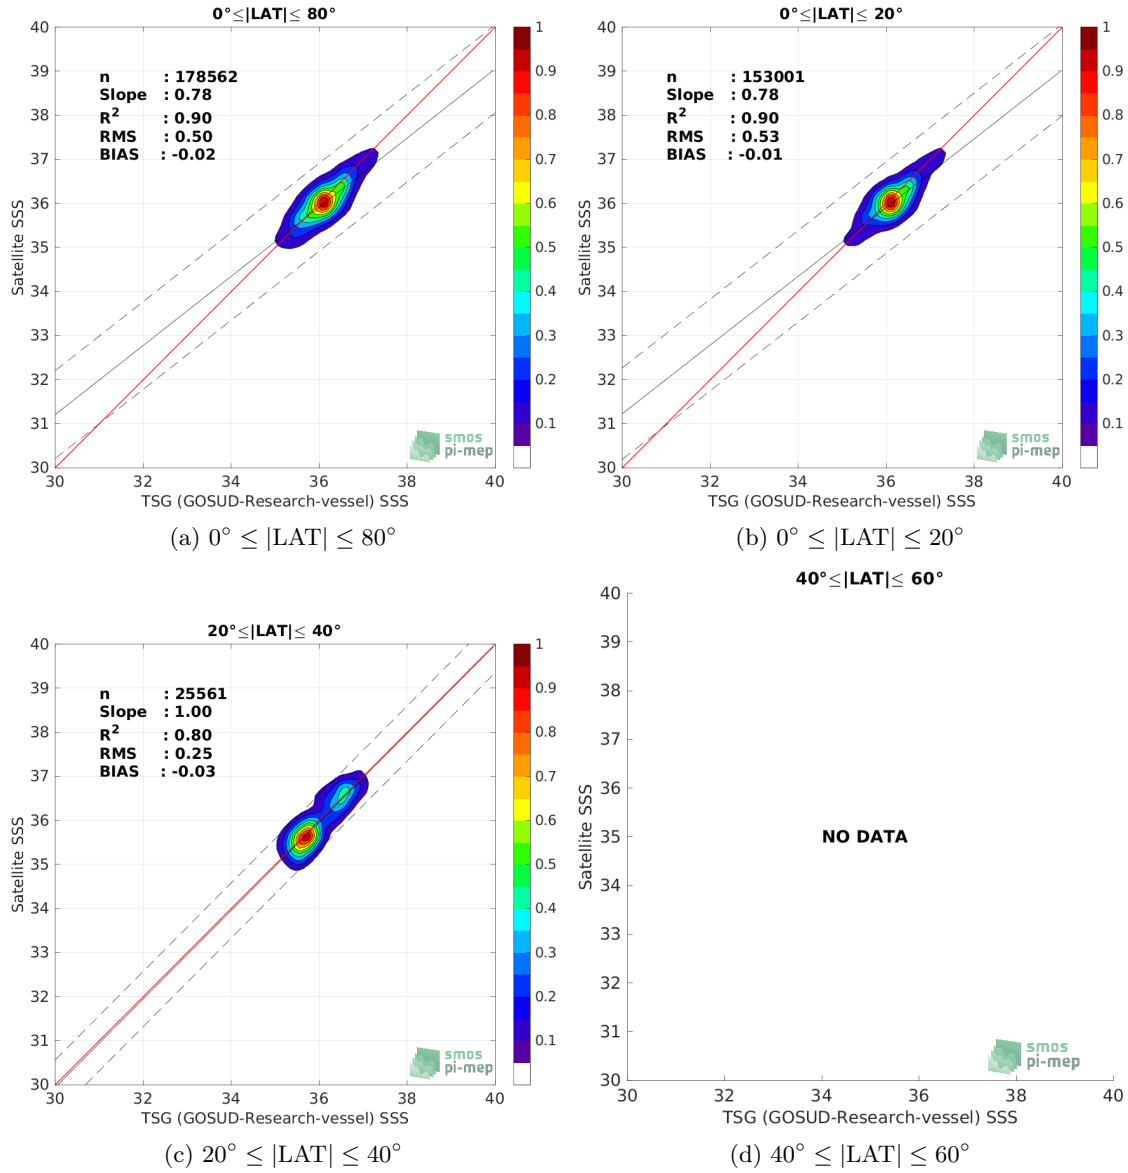 0°≤|LAT|≤ 80°
n : 178562
Slope : 0.78
R² : 0.90
RMS : 0.50
BIAS : -0.02
Satellite SSS
40
39
38
37
36
35
34
33
32
31
30
30 32 34 36 38 40
TSG (GOSUD-Research-vessel) SSS
1
0.9
0.8
0.7
0.6
0.5
0.4
0.3
0.2
0.1
smos
pi-mep
(a) 0° ≤ |LAT| ≤ 80°
0°≤|LAT|≤ 20°
n : 153001
Slope : 0.78
R² : 0.90
RMS : 0.53
BIAS : -0.01
Satellite SSS
40
39
38
37
36
35
34
33
32
31
30
30 32 34 36 38 40
TSG (GOSUD-Research-vessel) SSS
1
0.9
0.8
0.7
0.6
0.5
0.4
0.3
0.2
0.1
smos
pi-mep
(b) 0° ≤ |LAT| ≤ 20°
20°≤|LAT|≤ 40°
n : 25561
Slope : 1.00
R² : 0.80
RMS : 0.25
BIAS : -0.03
Satellite SSS
40
39
38
37
36
35
34
33
32
31
30
30 32 34 36 38 40
TSG (GOSUD-Research-vessel) SSS
1
0.9
0.8
0.7
0.6
0.5
0.4
0.3
0.2
0.1
smos
pi-mep
(c) 20° ≤ |LAT| ≤ 40°
40°≤|LAT|≤ 60°
Satellite SSS
40
39
38
37
36
35
34
33
32
31
30
NO DATA
30 32 34 36 38 40
TSG (GOSUD-Research-vessel) SSS
smos
pi-mep
(d) 40° ≤ |LAT| ≤ 60°